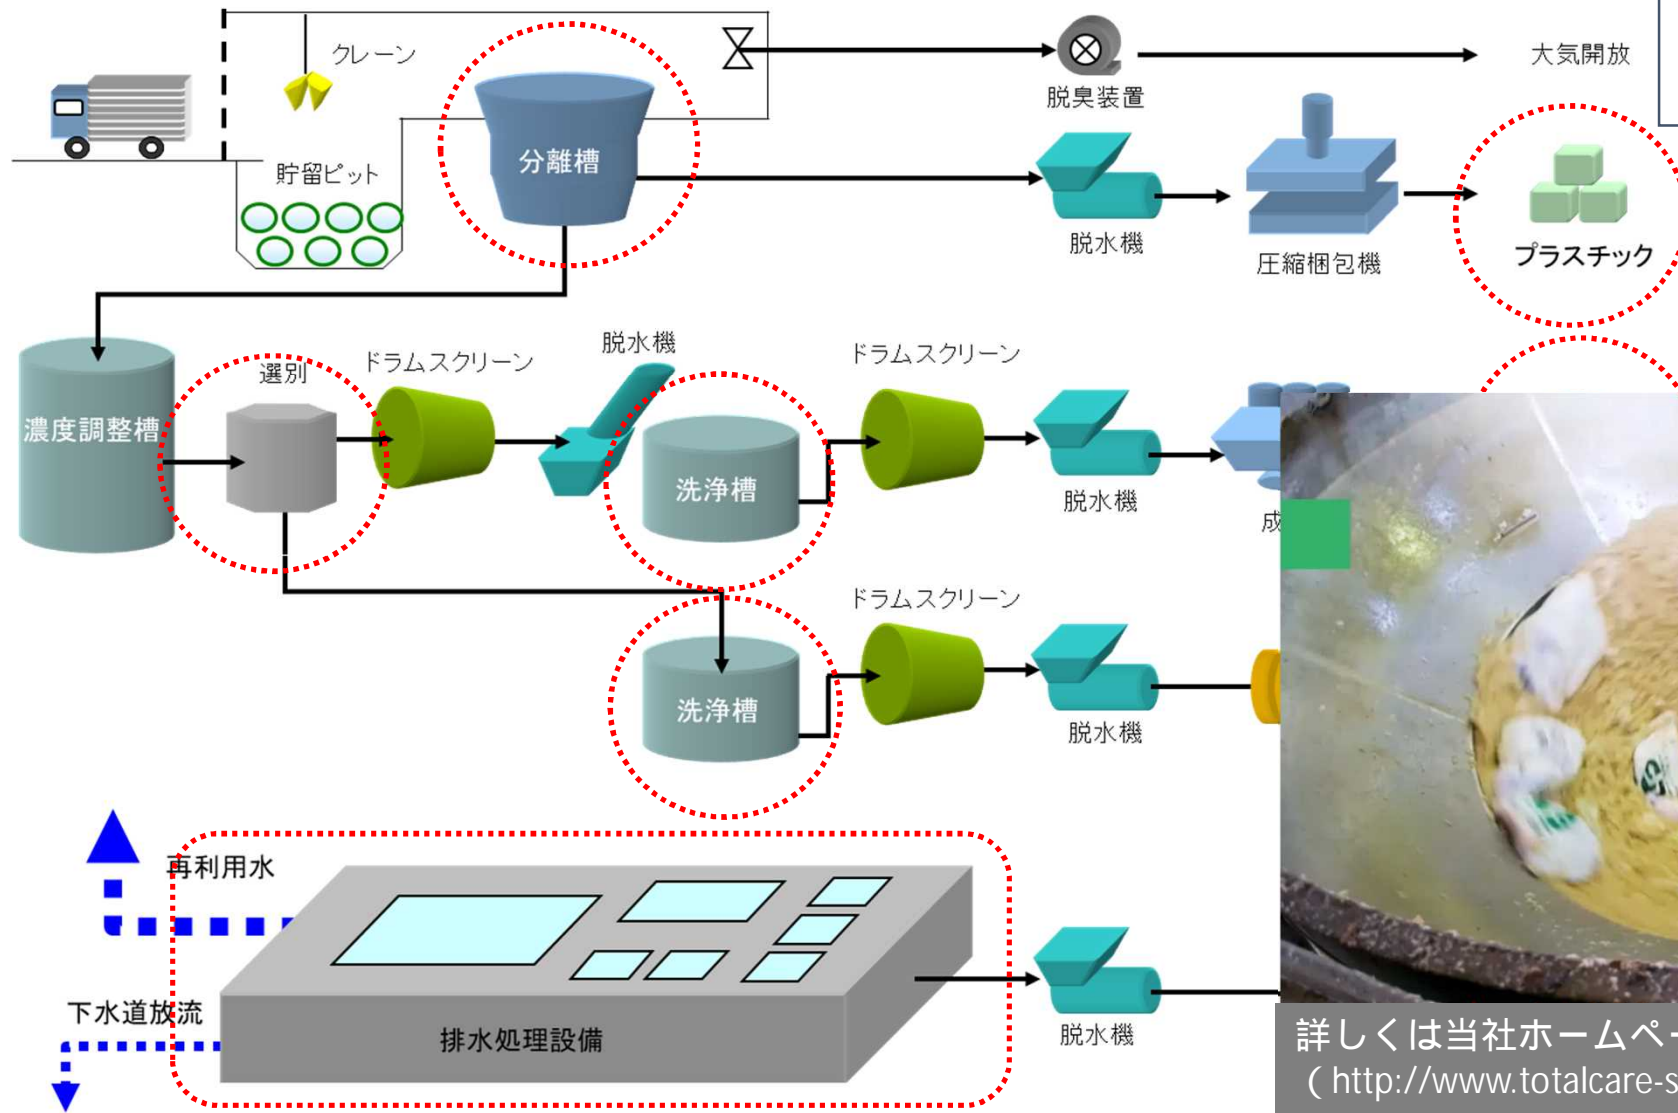 クレーン
大気開放
脱臭装置
分離槽
貯留ピット
脱水機
圧縮梱包機
プラスチック
脱水機
ドラムスクリーン
ドラムスクリーン
選別
濃度調整槽
洗浄槽
脱水機
成
ドラムスクリーン
洗浄槽
脱水機
再利用水
下水道放流
排水処理設備
脱水機
詳しくは当社ホームペー
（http://www.totalcare-s